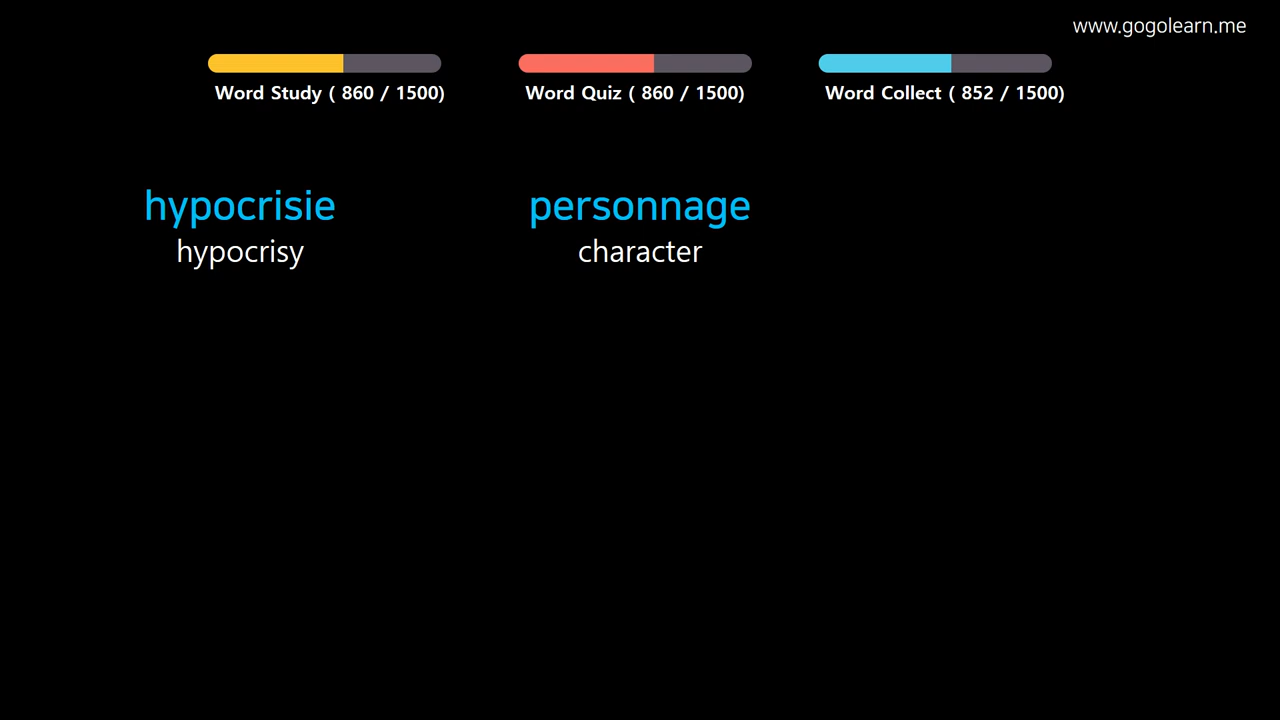 www.gogolearn.me
Word Study ( 860 / 1500)
Word Quiz ( 860 / 1500)
Word Collect ( 852 / 1500)
hypocrisie
hypocrisy
personnage
character